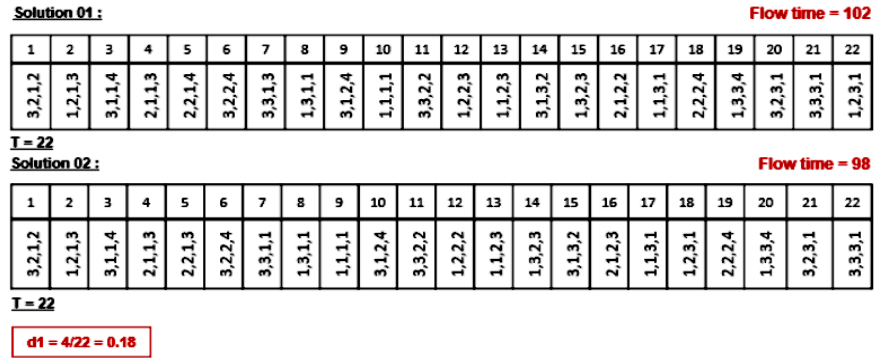 Solution 01 :
Flow time = 102
1 2 3 4 5 6 7 8 9 10 11 12 13 14 15 16 17 18 19 20 21 22
3,2,1,2 1,2,1,3 3,1,1,4 2,1,1,3 2,2,1,4 3,2,2,4 3,3,1,3 1,3,1,1 3,1,2,4 1,1,1,1 3,3,2,2 1,2,2,3 1,1,2,3 3,1,3,2 1,3,2,3 2,1,2,2 1,1,3,1 2,2,2,4 1,3,3,4 3,2,3,1 3,3,3,1 1,2,3,1
T = 22
Solution 02 :
Flow time = 98
1 2 3 4 5 6 7 8 9 10 11 12 13 14 15 16 17 18 19 20 21 22
3,2,1,2 1,2,1,3 3,1,1,4 2,1,1,3 2,2,1,3 3,2,2,4 3,3,1,1 1,3,1,1 1,1,1,1 3,1,2,4 3,3,2,2 1,2,2,2 1,1,2,3 1,3,2,3 3,1,3,2 2,1,2,3 1,1,3,1 1,2,3,1 2,2,2,4 1,3,3,4 3,2,3,1 3,3,3,1
T = 22
d1 = 4/22 = 0.18